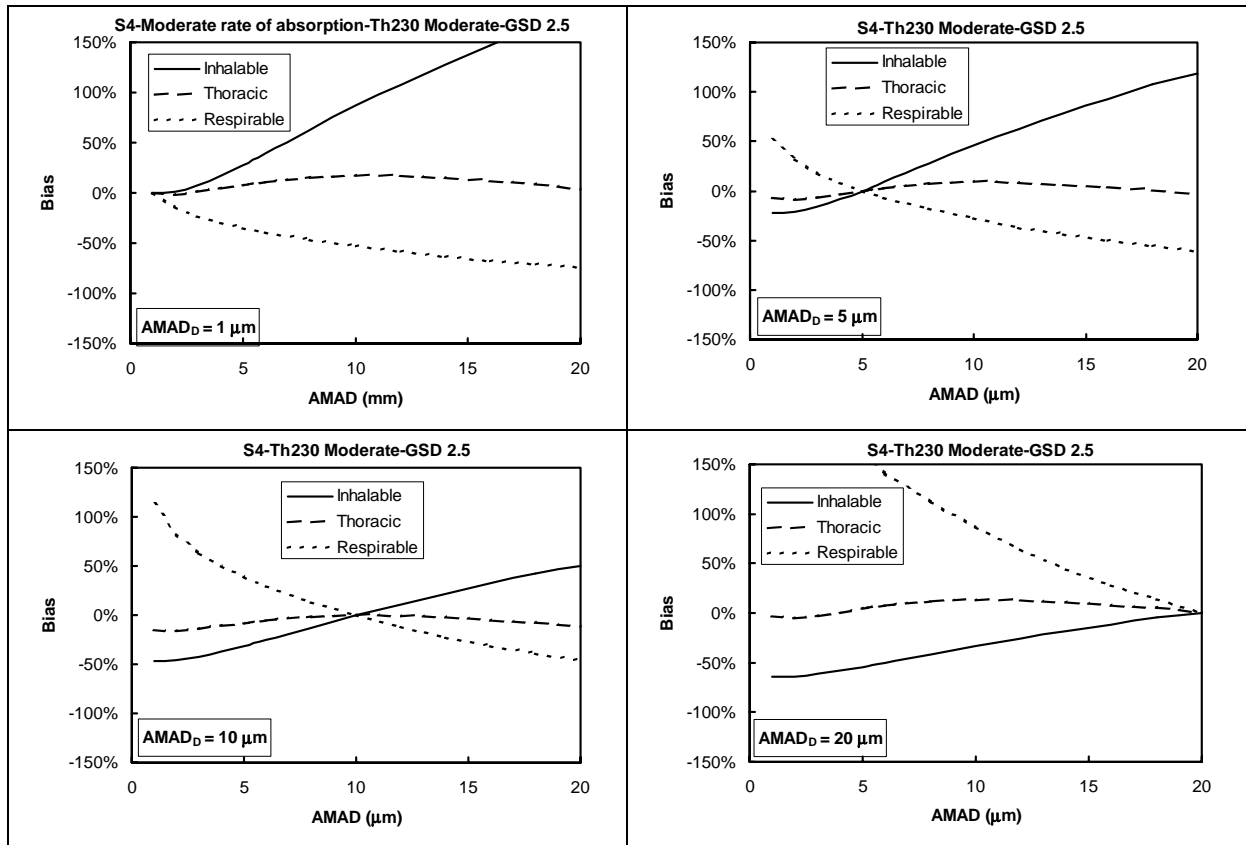 S4-Moderate rate of absorption-Th230 Moderate-GSD 2.5
150%
100%
50%
0%
-50%
-100%
-150%
Bias
Inhalable
Thoracic
Respirable
AMAD_D = 1 μm
0 5 10 15 20
AMAD (mm)
S4-Th230 Moderate-GSD 2.5
150%
100%
50%
0%
-50%
-100%
-150%
Bias
Inhalable
Thoracic
Respirable
AMAD_D = 5 μm
0 5 10 15 20
AMAD (μm)
S4-Th230 Moderate-GSD 2.5
150%
100%
50%
0%
-50%
-100%
-150%
Bias
Inhalable
Thoracic
Respirable
AMAD_D = 10 μm
0 5 10 15 20
AMAD (μm)
S4-Th230 Moderate-GSD 2.5
150%
100%
50%
0%
-50%
-100%
-150%
Bias
Inhalable
Thoracic
Respirable
AMAD_D = 20 μm
0 5 10 15 20
AMAD (μm)